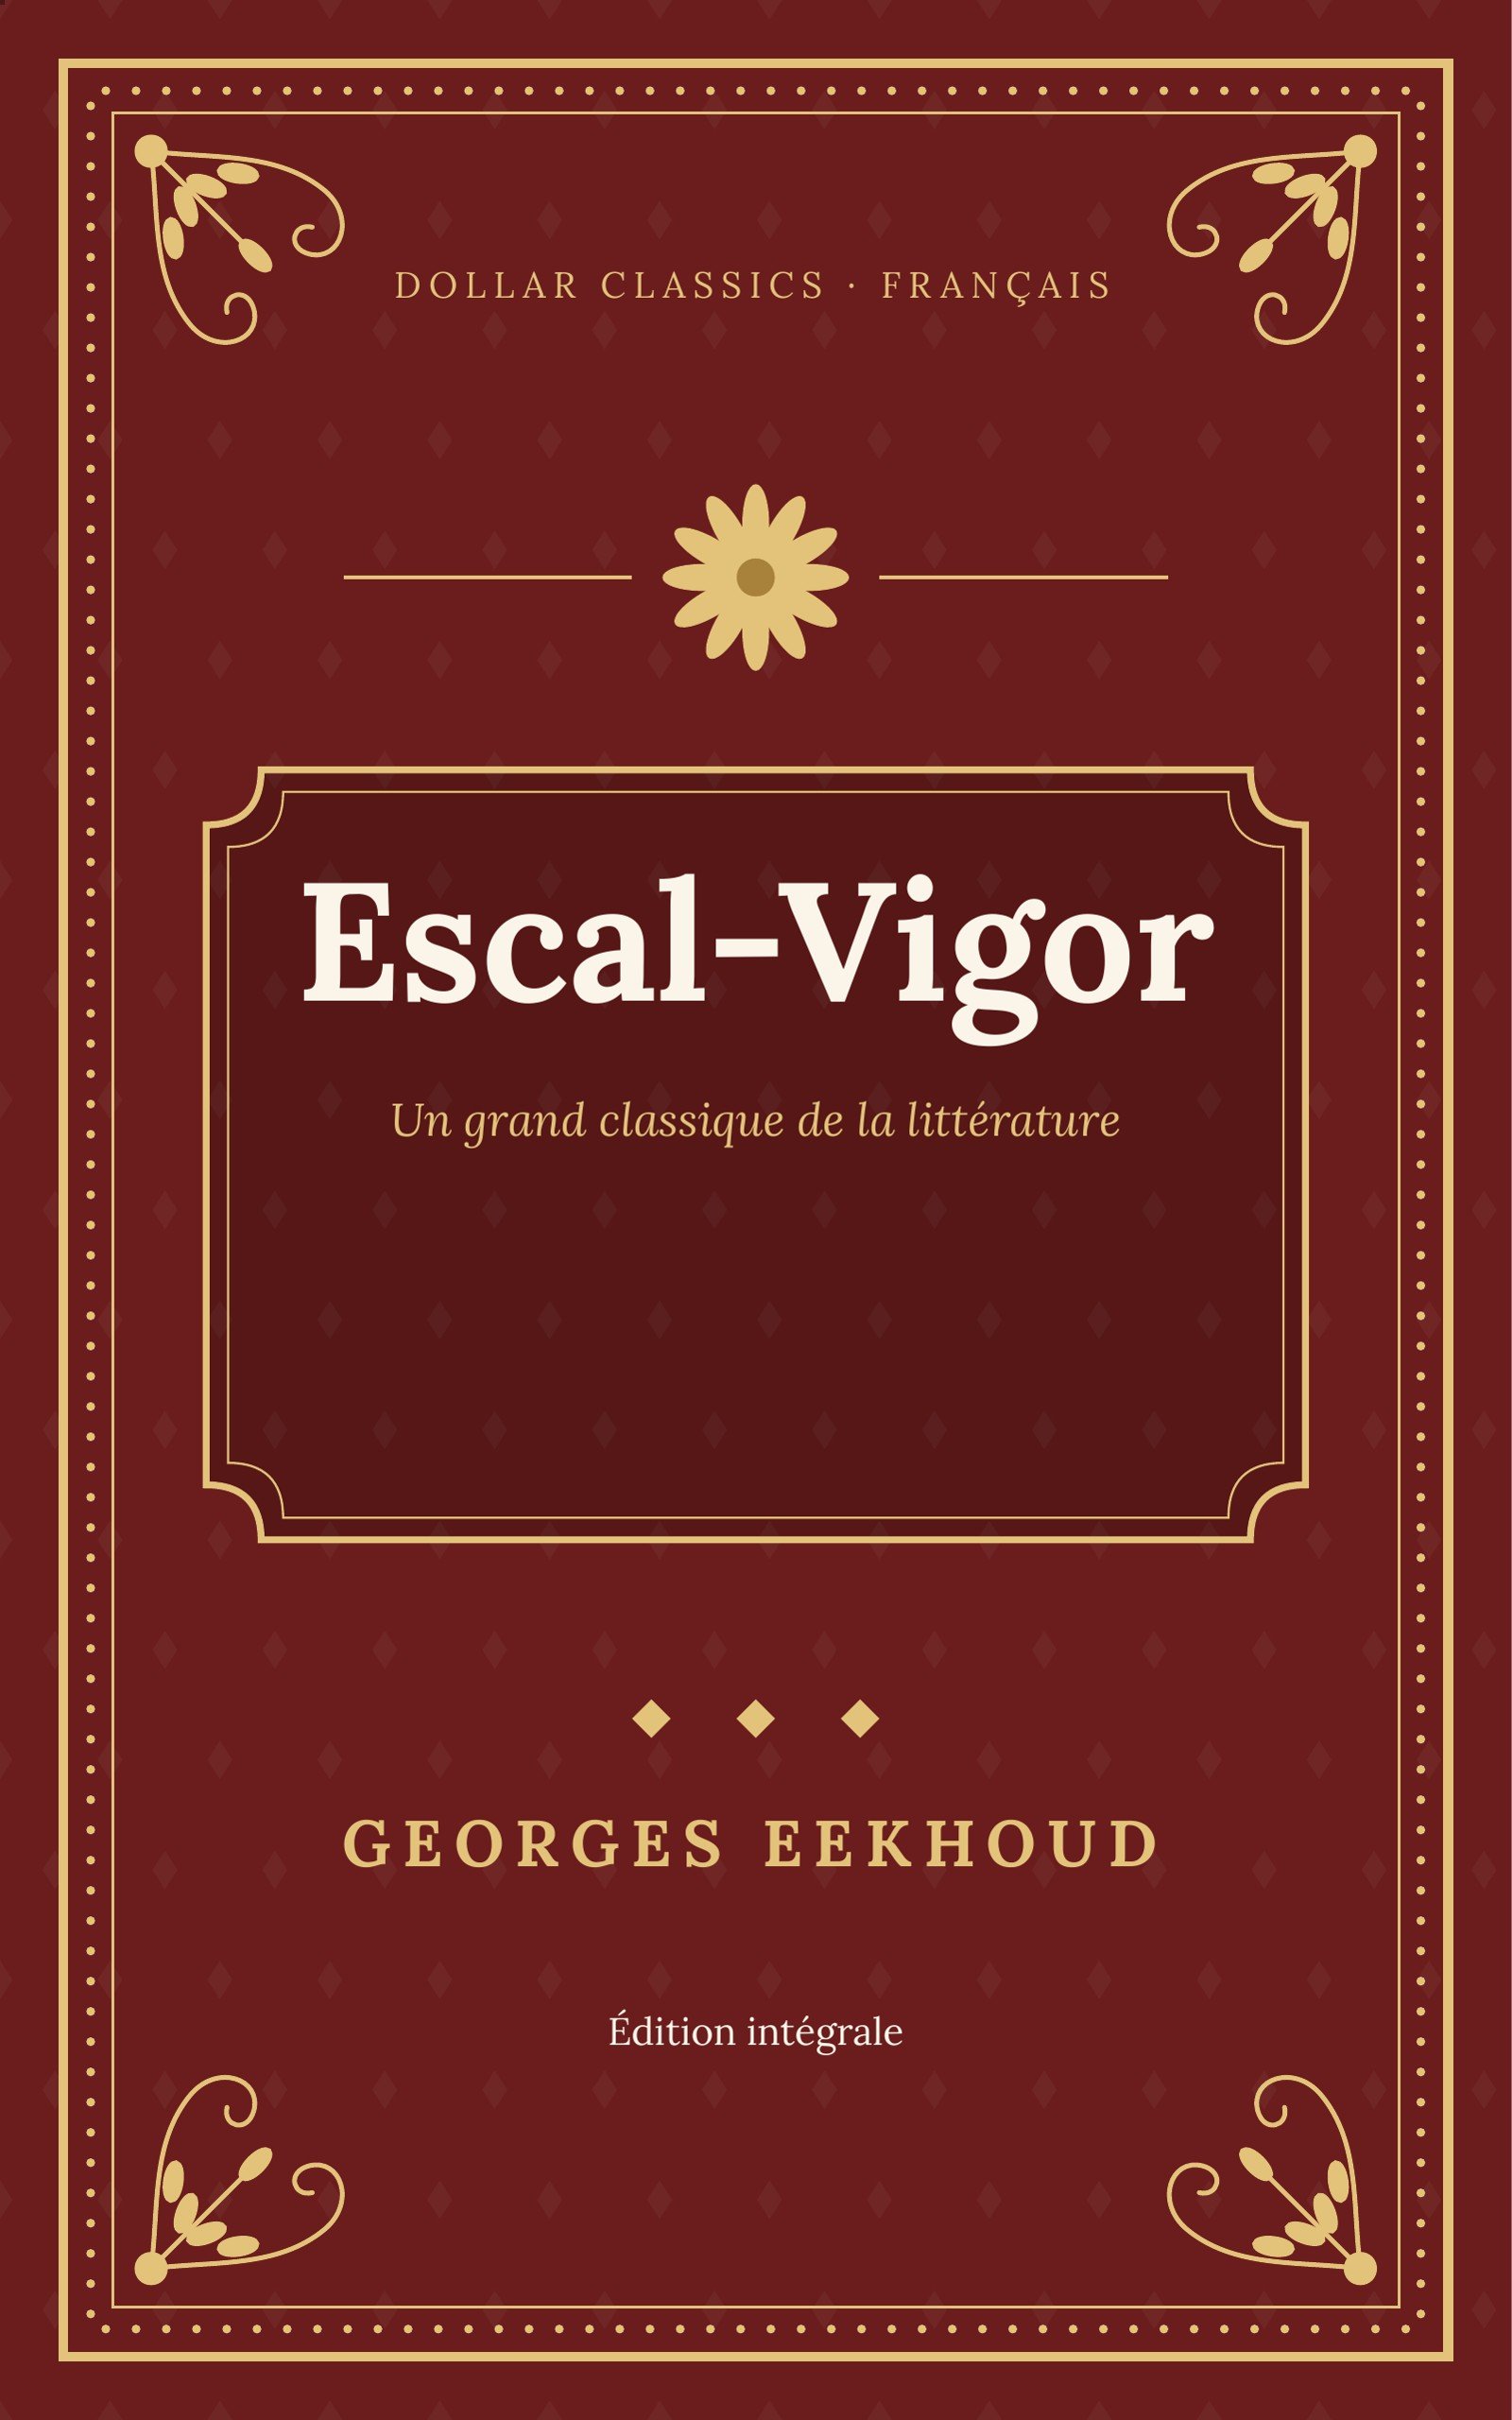 DOLLAR CLASSICS · FRANÇAIS
Escal-Vigor
Un grand classique de la littérature
GEORGES EEKHOUD
Édition intégrale